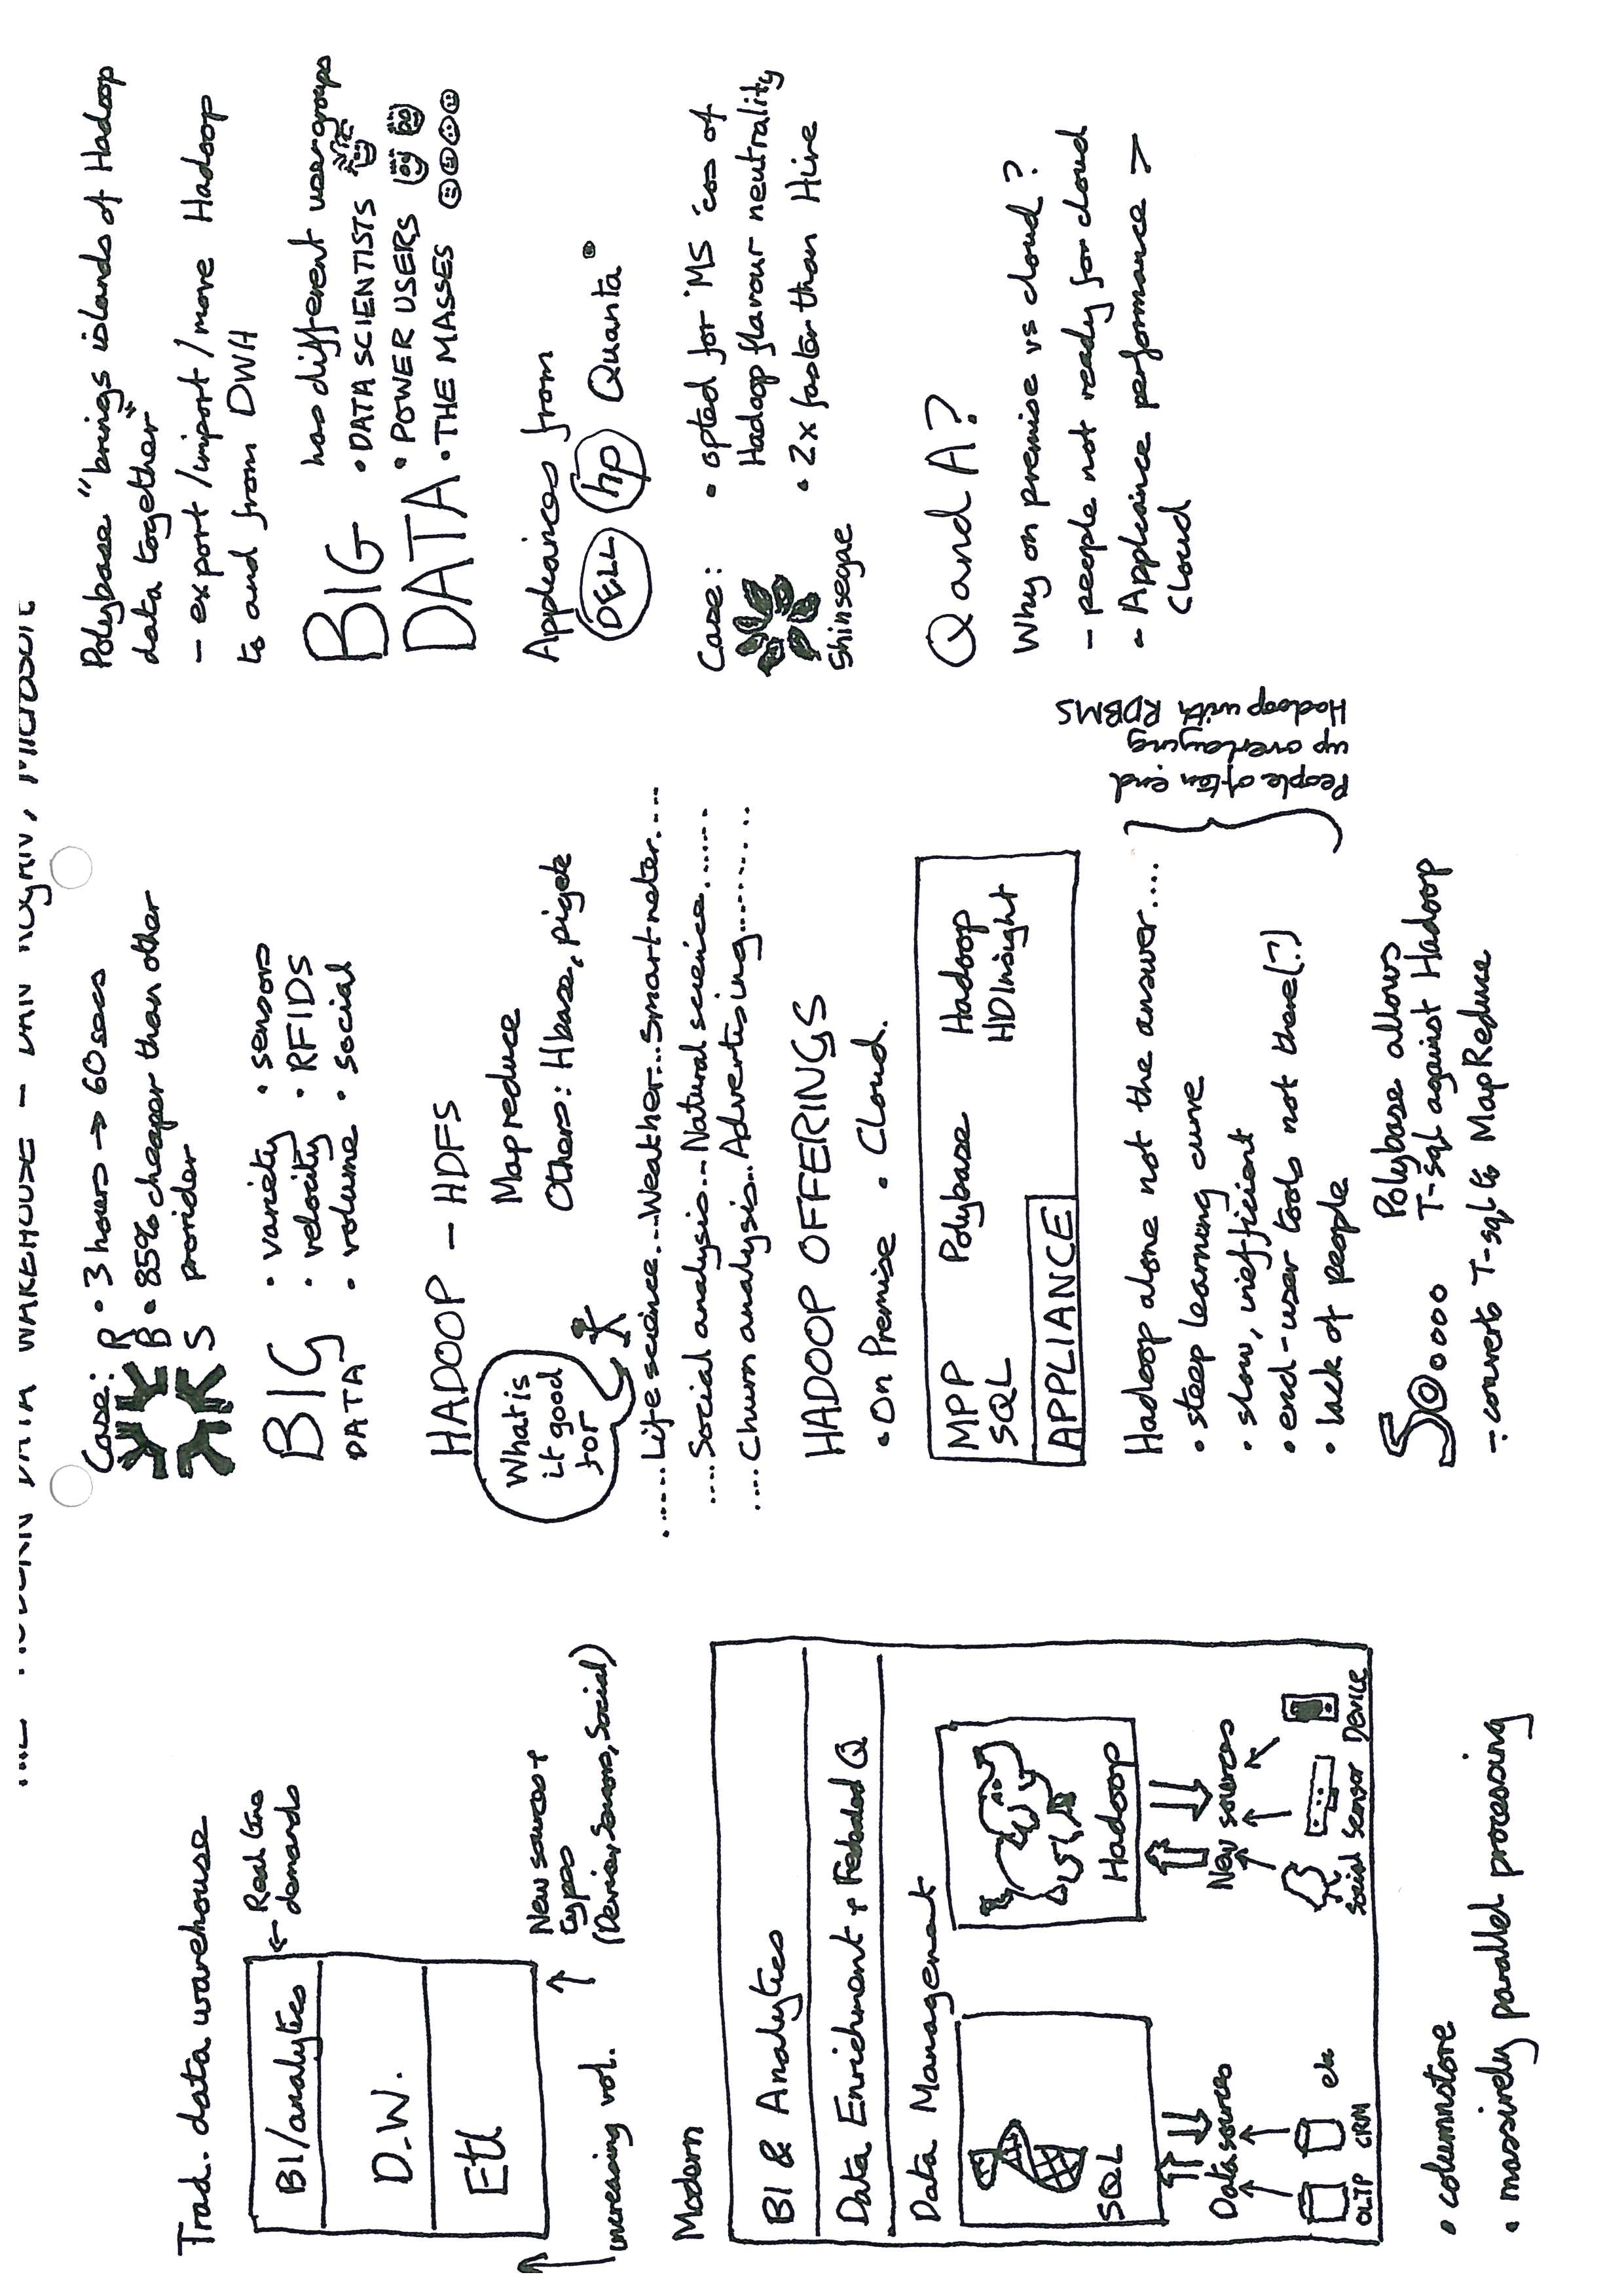 THE MODERN DATA WAREHOUSE – DAN KOGAN, Microsoft
Trad. data warehouse
BI/analytics
← Real time
demands
D.W.
Etl
increasing vol.
New sources +
types
(Device, Sensors, Social)
Modern
BI & Analytics
Data Enrichment + Federated Q
Data Management
SQL
Hadoop
Data sources
New sources
OLTP
CRM
etc
Social
Sensor
Device
• columnstore
• massively parallel processing
Case:
RBS
• 3 hours → 60 secs
• 85% cheaper than other
provider
BIG
DATA
• variety
• velocity
• volume
• sensors
• RFIDS
• social
HADOOP – HDFS
Mapreduce
Others: Hbase, pig etc
What is
it good
for
...... Life science...Weather...Smartmeter....
.... Social analysis... Natural science......
.... Churn analysis... Advertising.........
HADOOP OFFERINGS
• On Premise • Cloud.
MPP
SQL
Polybase
Hadoop
HDInsight
APPLIANCE
Hadoop alone not the answer....
• steep learning curve
• slow, inefficient
• end-user tools not there(?)
• lack of people
People often end
up overlaying
Hadoop with RDBMS
Soooooo
Polybase allows
T-sql against Hadoop
- converts T-sql to MapReduce
Polybase "brings islands of Hadoop
data together"
- export/import/move Hadoop
to and from DWH
BIG
DATA
has different user groups
• DATA SCIENTISTS
• POWER USERS
• THE MASSES
Appliances from
DELL hp Quanta
Case:
Shinsegae
• opted for MS 'cos of
Hadoop flavour neutrality
• 2x faster than Hive
Q and A?
Why on premise vs cloud?
- people not ready for cloud
- Appliance performance >
cloud